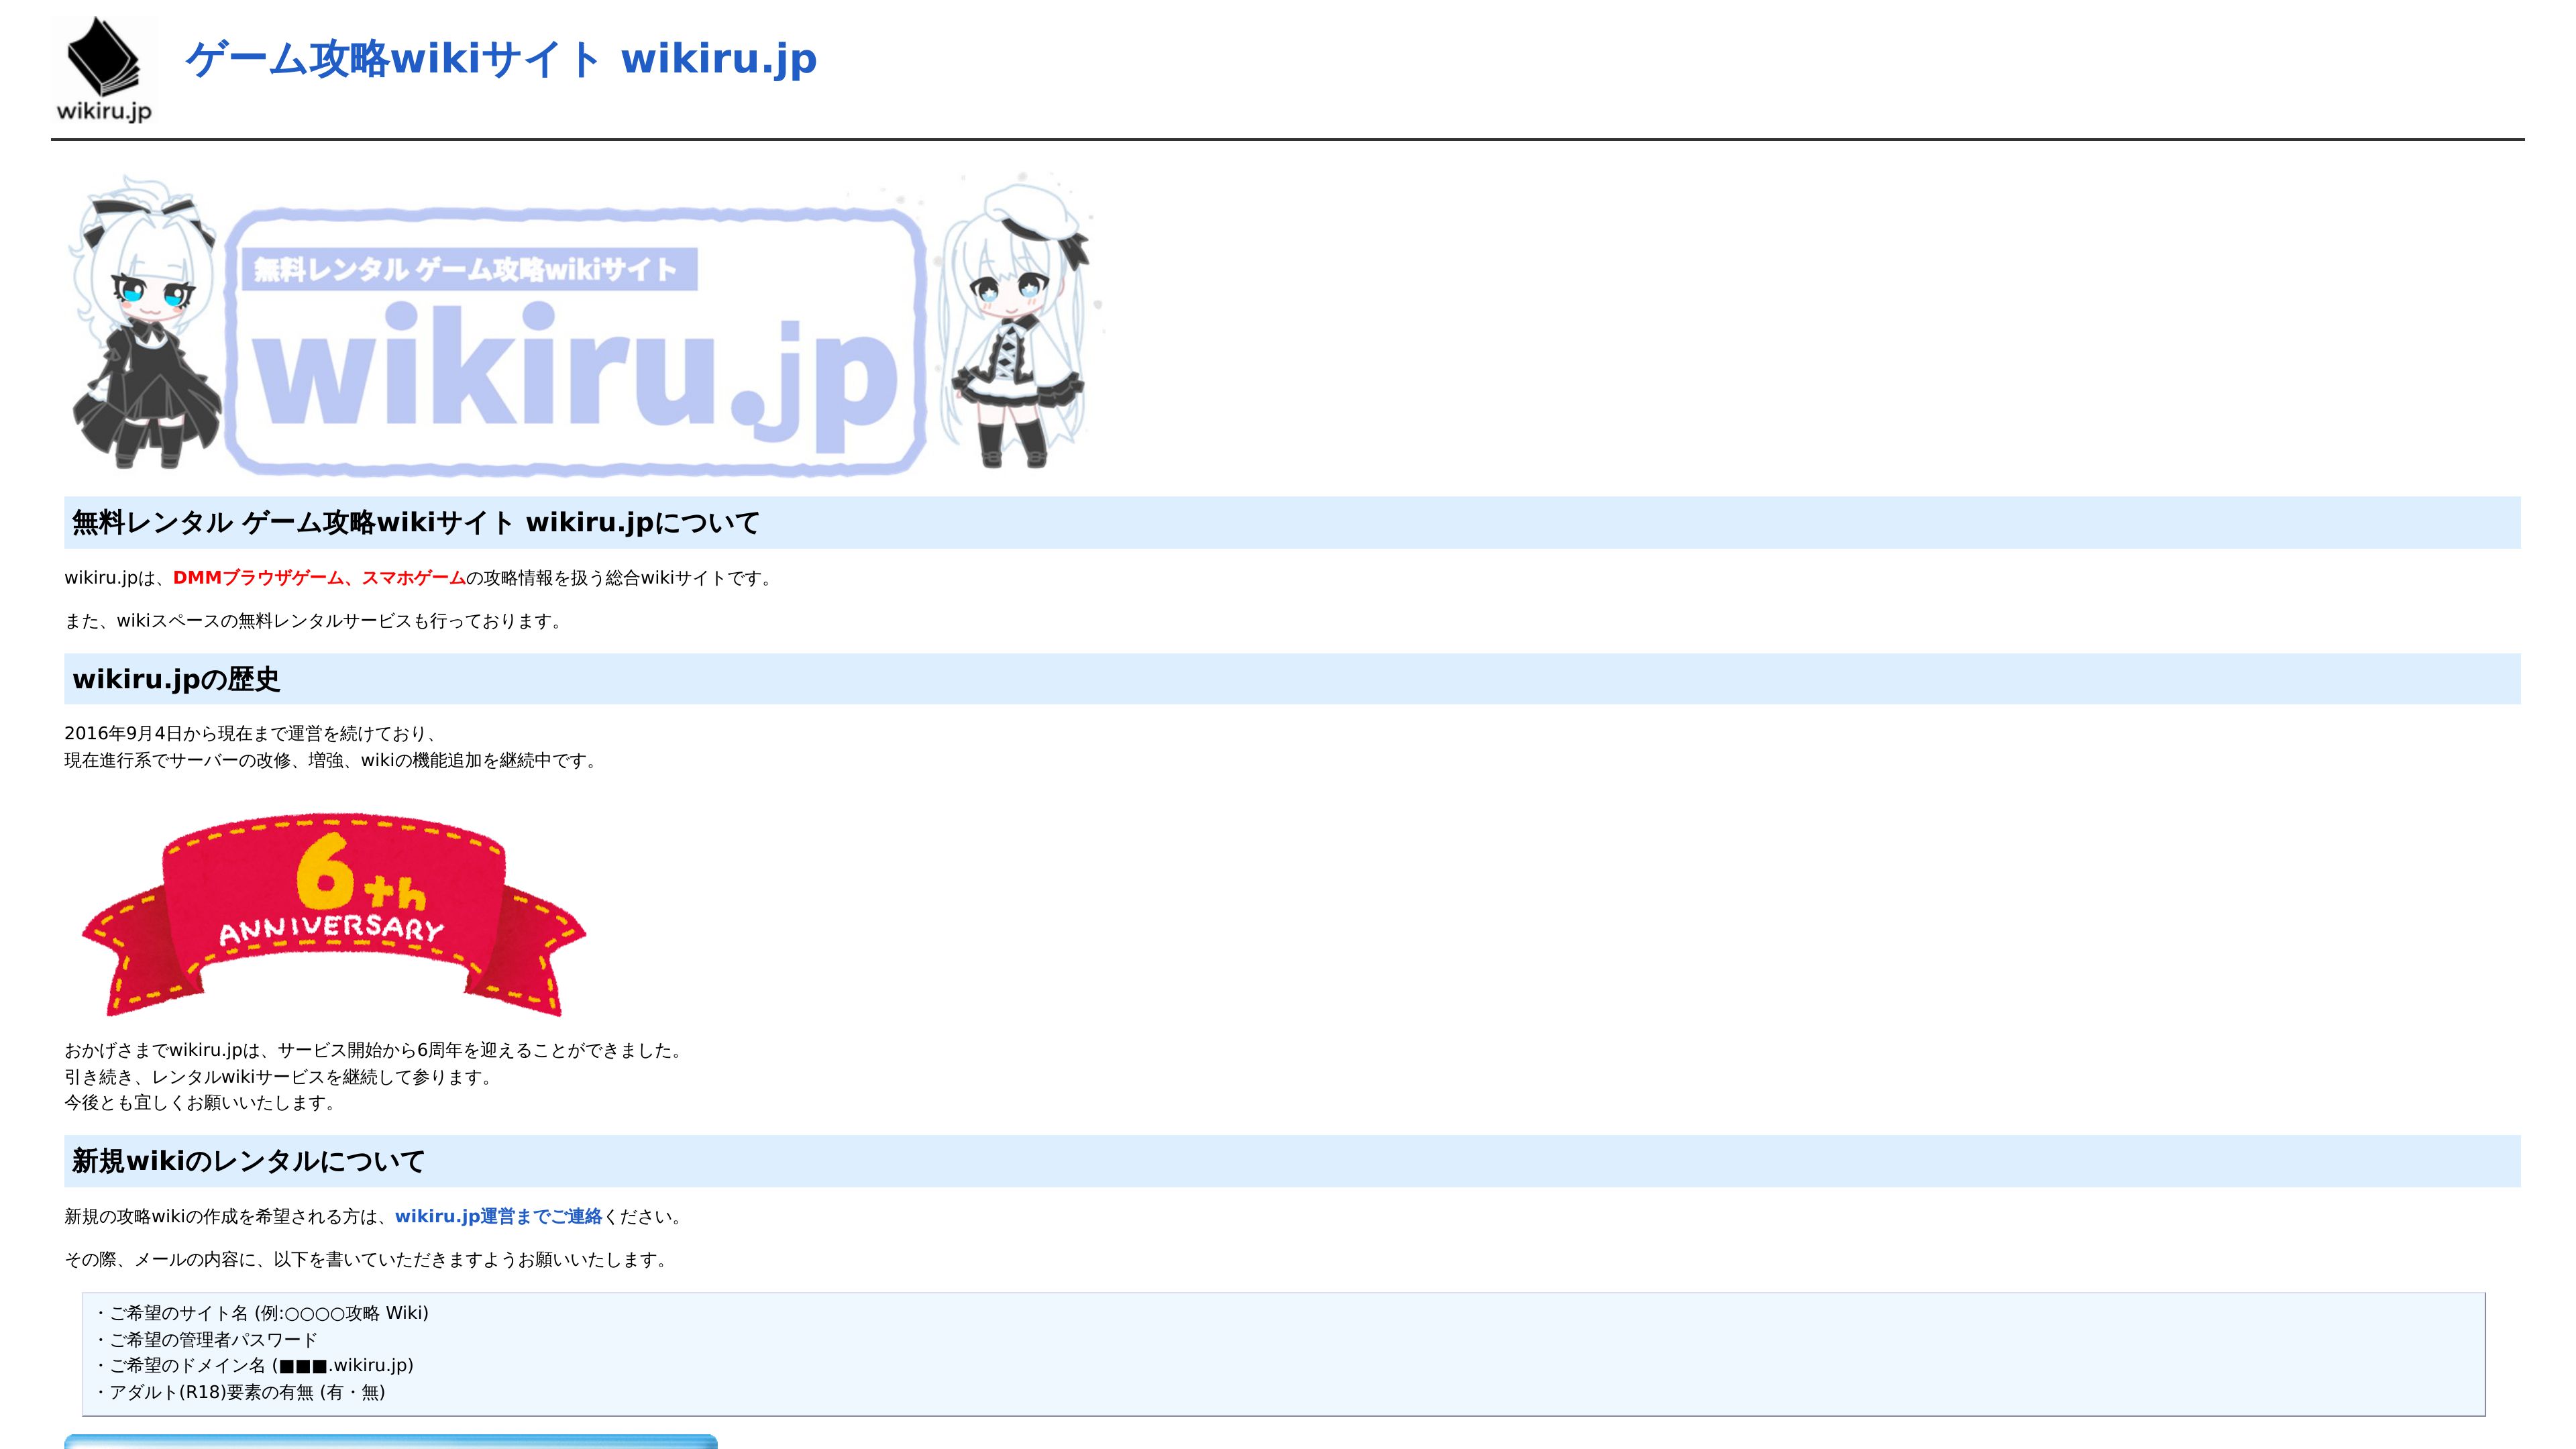 wikiru.jp
ゲーム攻略wikiサイト wikiru.jp
無料レンタル ゲーム攻略wikiサイト
wikiru.jp
無料レンタル ゲーム攻略wikiサイト wikiru.jpについて
wikiru.jpは、DMMブラウザゲーム、スマホゲームの攻略情報を扱う総合wikiサイトです。
また、wikiスペースの無料レンタルサービスも行っております。
wikiru.jpの歴史
2016年9月4日から現在まで運営を続けており、
現在進行系でサーバーの改修、増強、wikiの機能追加を継続中です。
6th
ANNIVERSARY
おかげさまでwikiru.jpは、サービス開始から6周年を迎えることができました。
引き続き、レンタルwikiサービスを継続して参ります。
今後とも宜しくお願いいたします。
新規wikiのレンタルについて
新規の攻略wikiの作成を希望される方は、wikiru.jp運営までご連絡ください。
その際、メールの内容に、以下を書いていただきますようお願いいたします。
・ご希望のサイト名 (例:○○○○攻略 Wiki)
・ご希望の管理者パスワード
・ご希望のドメイン名 (■■■.wikiru.jp)
・アダルト(R18)要素の有無 (有・無)